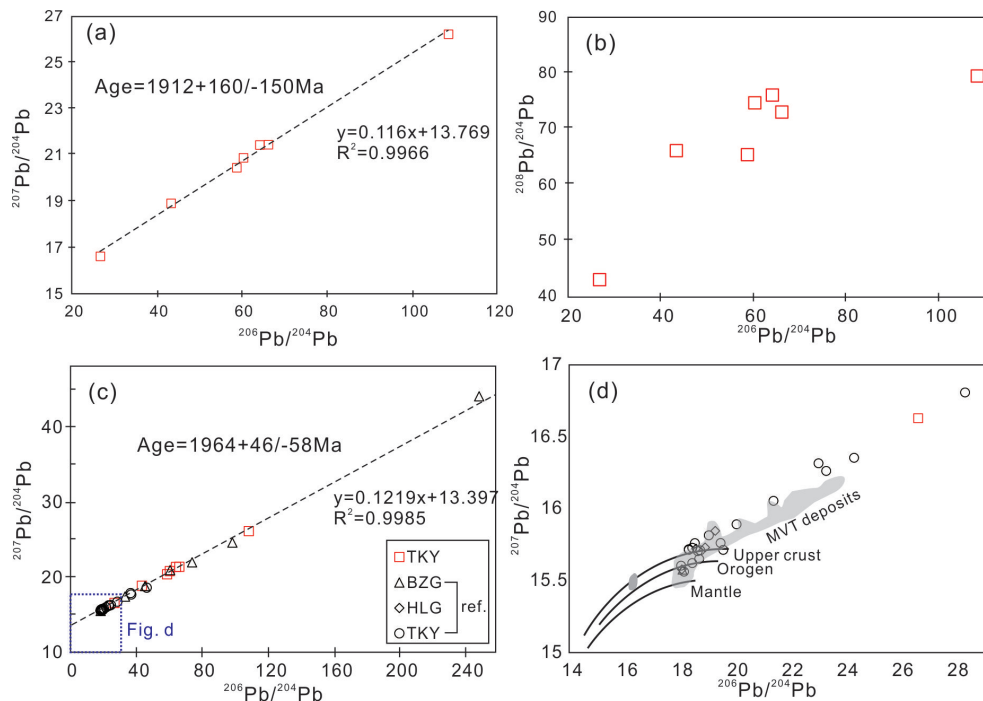 (a)
27
25
23
21
19
17
15
20
40
60
80
100
120
Age=1912+160/-150Ma
y=0.116x+13.769
R²=0.9966
²⁰⁷Pb/²⁰⁴Pb
²⁰⁶Pb/²⁰⁴Pb
(b)
90
80
70
60
50
40
20
40
60
80
100
²⁰⁸Pb/²⁰⁴Pb
²⁰⁶Pb/²⁰⁴Pb
(c)
40
30
20
10
0
40
80
120
160
200
240
Age=1964+46/-58Ma
y=0.1219x+13.397
R²=0.9985
TKY
BZG
HLG
TKY
ref.
Fig. d
²⁰⁷Pb/²⁰⁴Pb
²⁰⁶Pb/²⁰⁴Pb
(d)
17
16.5
16
15.5
15
16
18
20
22
24
26
28
MVT deposits
Upper crust
Orogen
Mantle
²⁰⁷Pb/²⁰⁴Pb
²⁰⁶Pb/²⁰⁴Pb